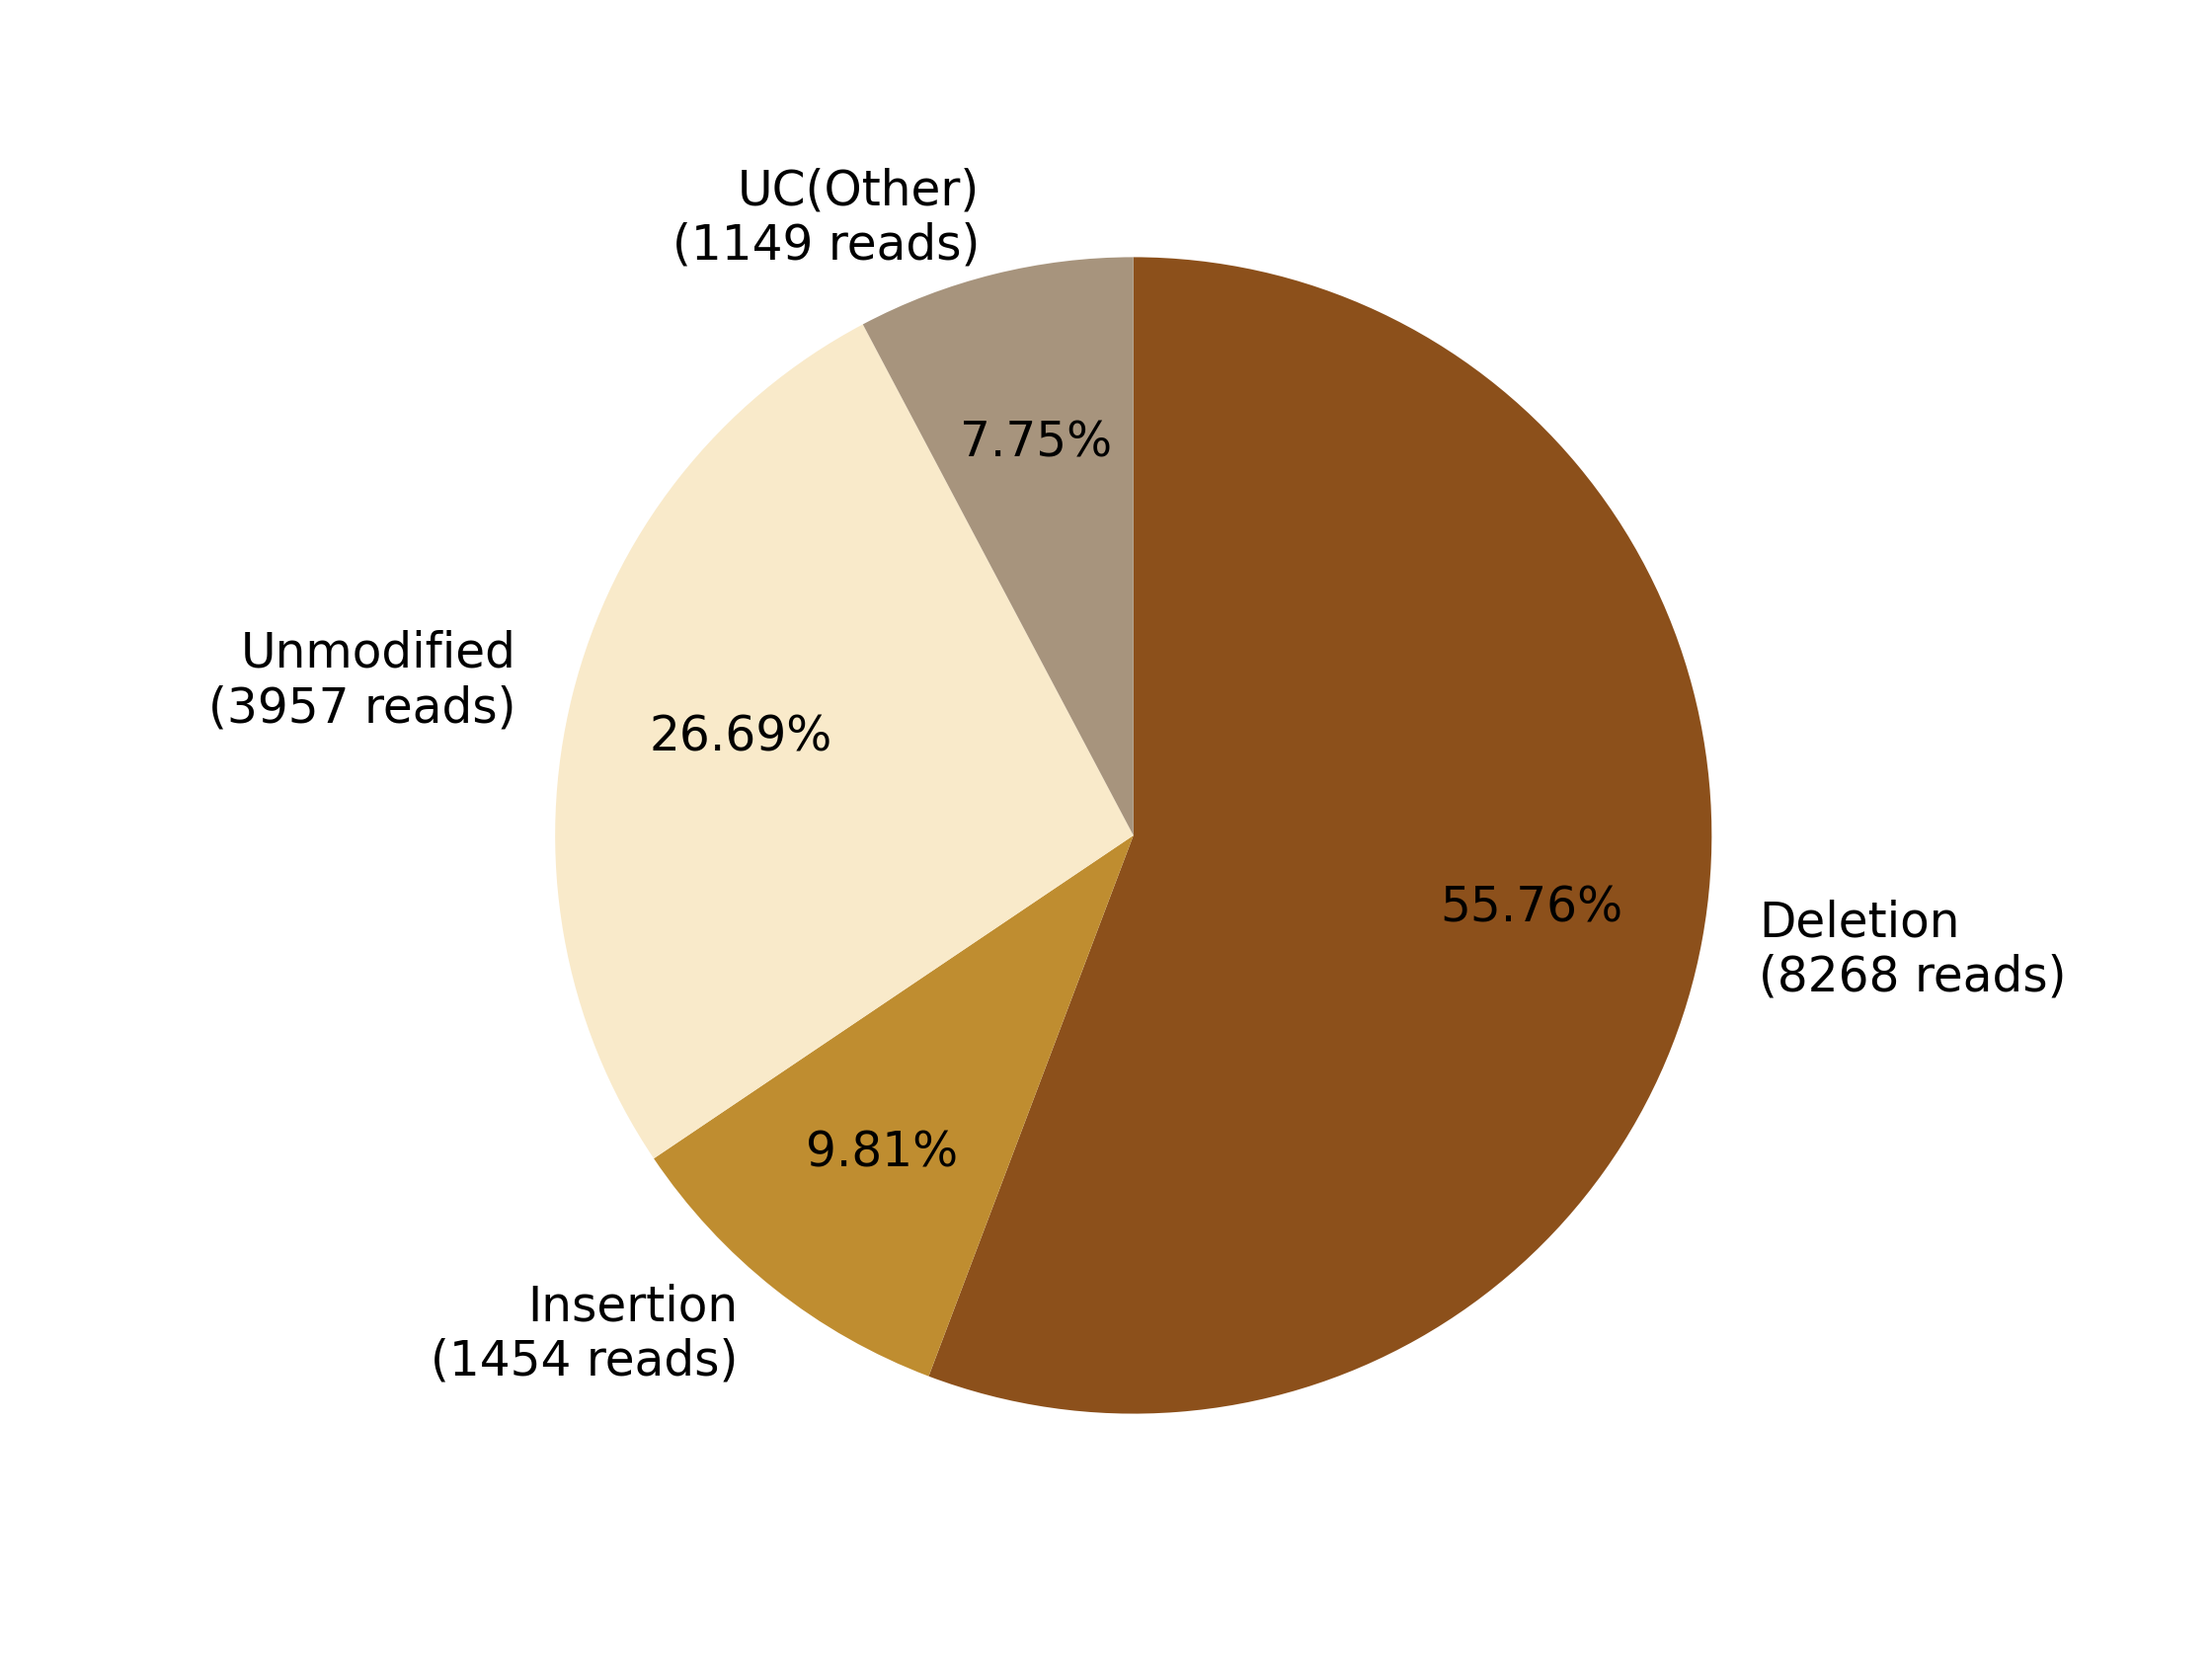 UC(Other)
(1149 reads)
7.75%
Unmodified
(3957 reads)
26.69%
55.76%
Deletion
(8268 reads)
9.81%
Insertion
(1454 reads)